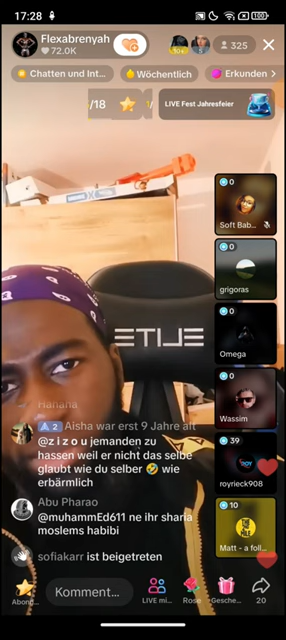 17:28
100
Flexabrenyah
72.0K
325
Chatten und Int...
Wöchentlich
Erkunden >
/18
LIVE Fest Jahresfeier
0
Soft Bab...
0
grigoras
0
Omega
0
Wassim
39
royrieck908
10
Matt - a foll...
ETILE
Hahaha
2 Aisha war erst 9 Jahre alt
@z i z o u jemanden zu
hassen weil er nicht das selbe
glaubt wie du selber 🤣 wie
erbärmlich
Abu Pharao
@muhammEd611 ne ihr sharia
moslems habibi
sofiakarr ist beigetreten
Abong...
Komment...
LIVE mi...
Rose
Gesche...
20